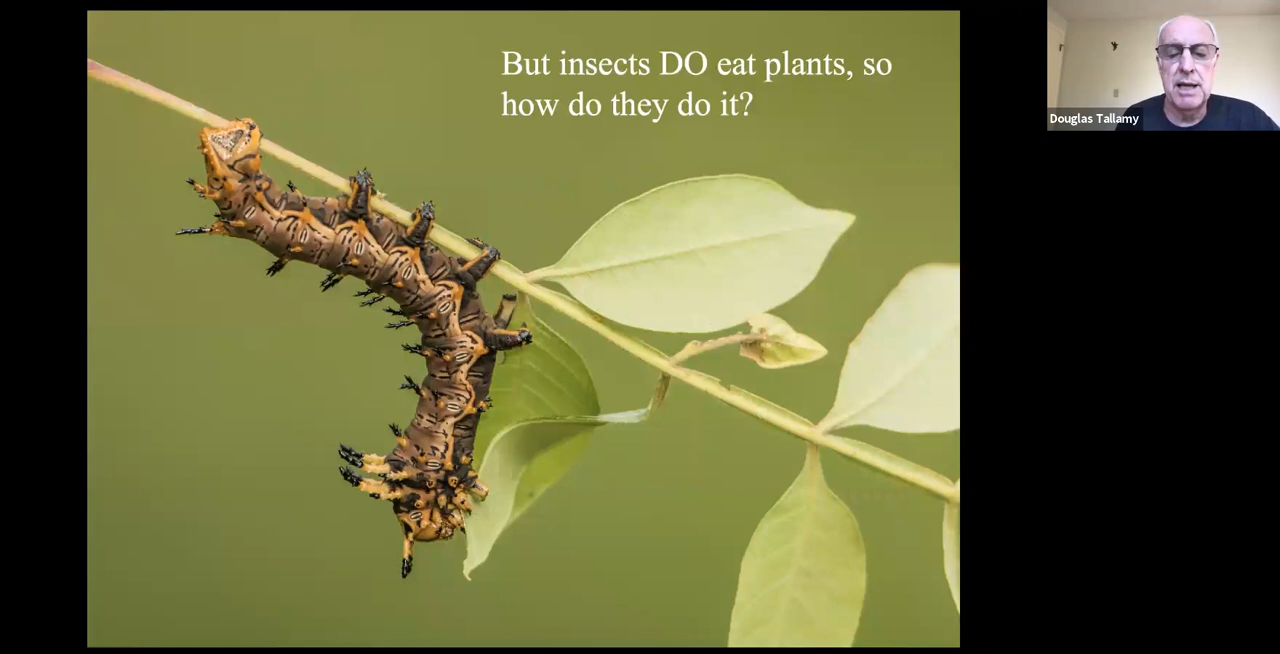 But insects DO eat plants, so
how do they do it?
Douglas Tallamy